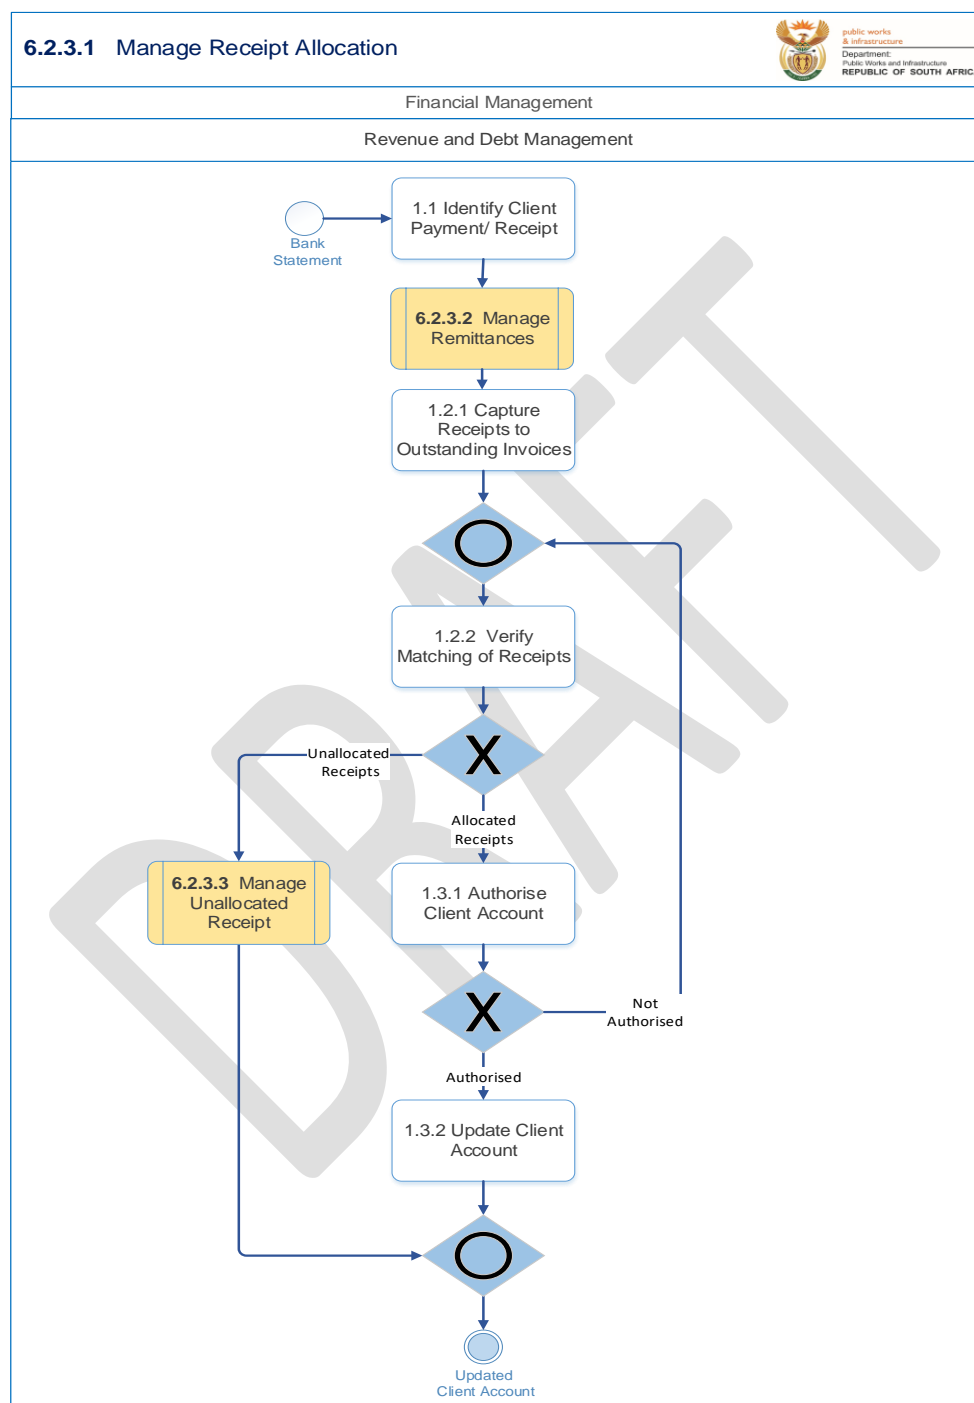 6.2.3.1 Manage Receipt Allocation
public works
& infrastructure
Department:
Public Works and Infrastructure
REPUBLIC OF SOUTH AFRIC
Financial Management
Revenue and Debt Management
1.1 Identify Client
Payment/ Receipt
Bank
Statement
6.2.3.2 Manage
Remittances
1.2.1 Capture
Receipts to
Outstanding Invoices
1.2.2 Verify
Matching of Receipts
X
Unallocated
Receipts
Allocated
Receipts
6.2.3.3 Manage
Unallocated
Receipt
1.3.1 Authorise
Client Account
X
Not
Authorised
Authorised
1.3.2 Update Client
Account
Updated
Client Account
DRAFT